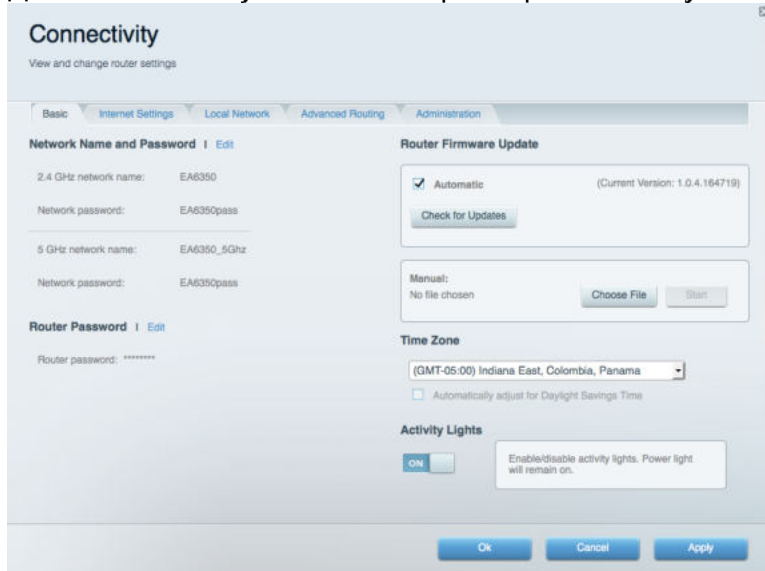 Connectivity
View and change router settings
Basic
Internet Settings
Local Network
Advanced Routing
Administration
Network Name and Password | Edit
2.4 GHz network name: EA6350
Network password: EA6350pass
5 GHz network name: EA6350_5Ghz
Network password: EA6350pass
Router Password | Edit
Router password: ********
Router Firmware Update
Automatic (Current Version: 1.0.4.164719)
Check for Updates
Manual:
No file chosen Choose File Start
Time Zone
(GMT-05:00) Indiana East, Colombia, Panama
Automatically adjust for Daylight Savings Time
Activity Lights
ON
Enable/disable activity lights. Power light
will remain on.
Ok Cancel Apply